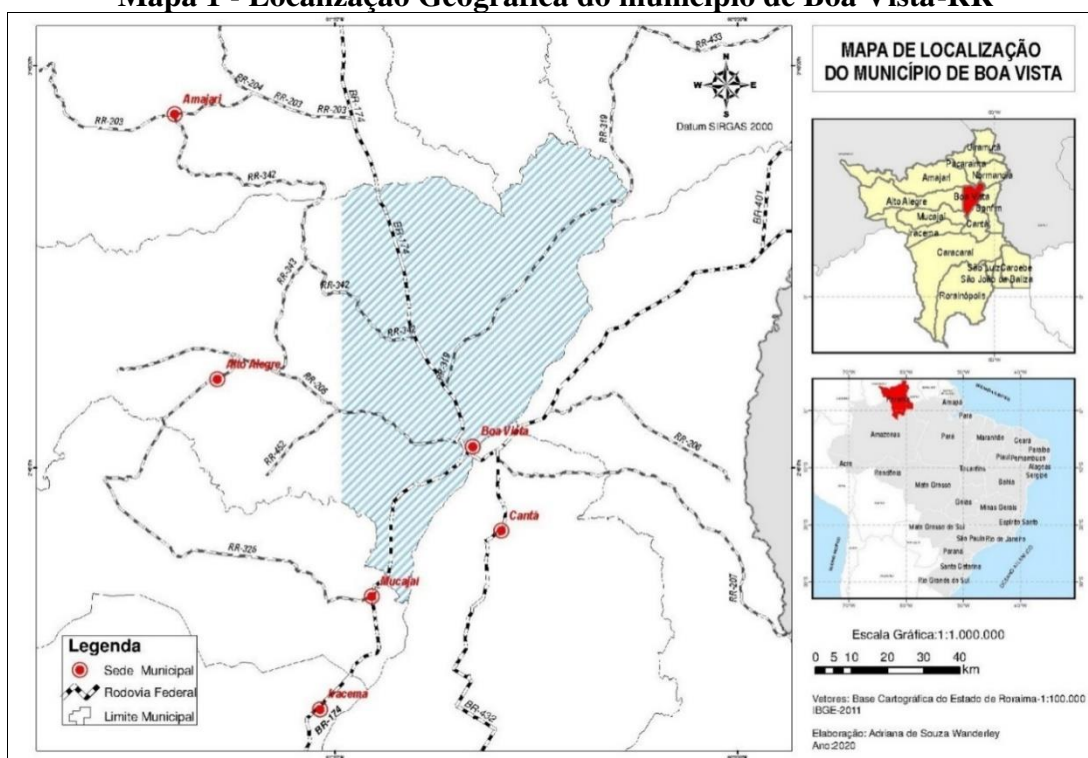 Mapa 1 - Localização Geográfica do município de Boa Vista-RR
MAPA DE LOCALIZAÇÃO
DO MUNICÍPIO DE BOA VISTA
RR-433
RR-319
N
W E
S
Datum SIRGAS 2000
Amajari
RR-203
RR-204
RR-203
RR-203
BR-174
RR-342
BR-174
BR-401
RR-343
RR-342
RR-342
RR-319
Alto Alegre
RR-205
RR-452
Boa Vista
RR-206
Cantá
RR-325
RR-207
Mucajaí
Iracema
BR-174
BR-432
Legenda
Sede Municipal
Rodovia Federal
Limite Municipal
Uiramutã
Pacaraima
Normandia
Amajari
Boa Vista
Alto Alegre
Bonfim
Mucajaí
Cantá
Iracema
Caracaraí
São Luiz
Caroebe
São João da Baliza
Rorainópolis
Roraima
Amapá
Amazonas
Pará
Maranhão
Ceará
Paraíba
Piauí
Pernambuco
Alagoas
Sergipe
Acre
Rondônia
Tocantins
Mato Grosso
Bahia
Goiás
Minas Gerais
Mato Grosso do Sul
Espírito Santo
São Paulo
Rio de Janeiro
Paraná
Santa Catarina
Rio Grande do Sul
OCEANO ATLÂNTICO
Escala Gráfica:1:1.000.000
0 5 10 20 30 40
km
Vetores: Base Cartográfica do Estado de Roraima-1:100.000
IBGE-2011
Elaboração: Adriana de Souza Wanderley
Ano:2020